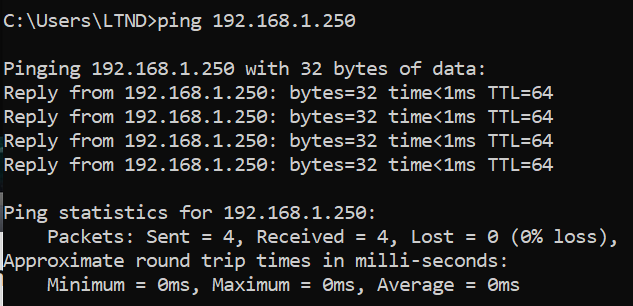 C:\Users\LTND>ping 192.168.1.250
Pinging 192.168.1.250 with 32 bytes of data:
Reply from 192.168.1.250: bytes=32 time<1ms TTL=64
Reply from 192.168.1.250: bytes=32 time<1ms TTL=64
Reply from 192.168.1.250: bytes=32 time<1ms TTL=64
Reply from 192.168.1.250: bytes=32 time<1ms TTL=64
Ping statistics for 192.168.1.250:
    Packets: Sent = 4, Received = 4, Lost = 0 (0% loss),
Approximate round trip times in milli-seconds:
    Minimum = 0ms, Maximum = 0ms, Average = 0ms